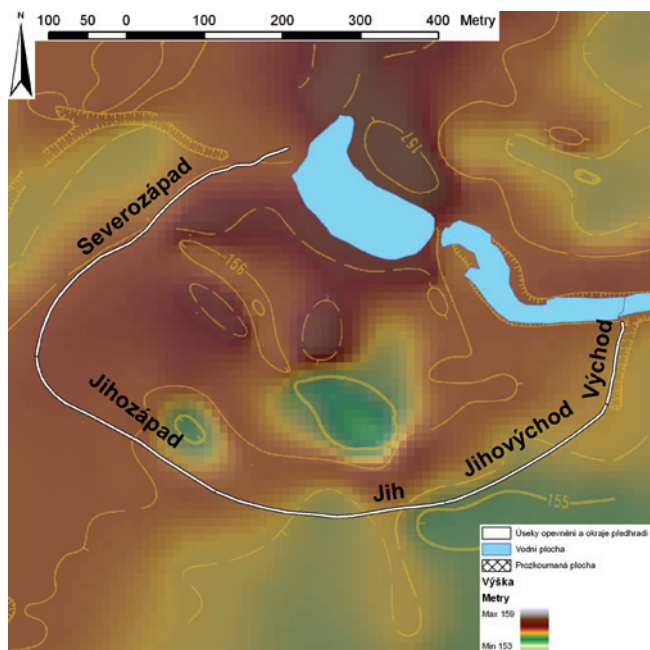 100 50 0 100 200 300 400 Metry
N
157
Severozápad
156
Východ
Jihozápad
Jihovýchod
Jih
155
Úseky opevnění a okraje předhradí
Vodní plocha
Prozkoumaná plocha
Výška
Metry
Max 159
Min 153